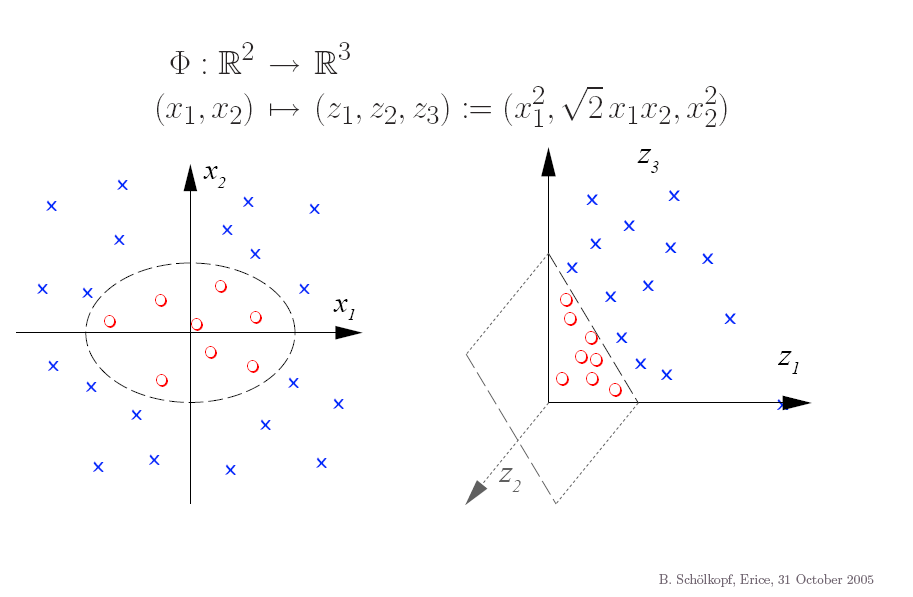 Φ : ℝ² → ℝ³
(x₁, x₂) ↦ (z₁, z₂, z₃) := (x₁², √2 x₁x₂, x₂²)
x₂
z₃
x₁
z₁
z₂
B. Schölkopf, Erice, 31 October 2005